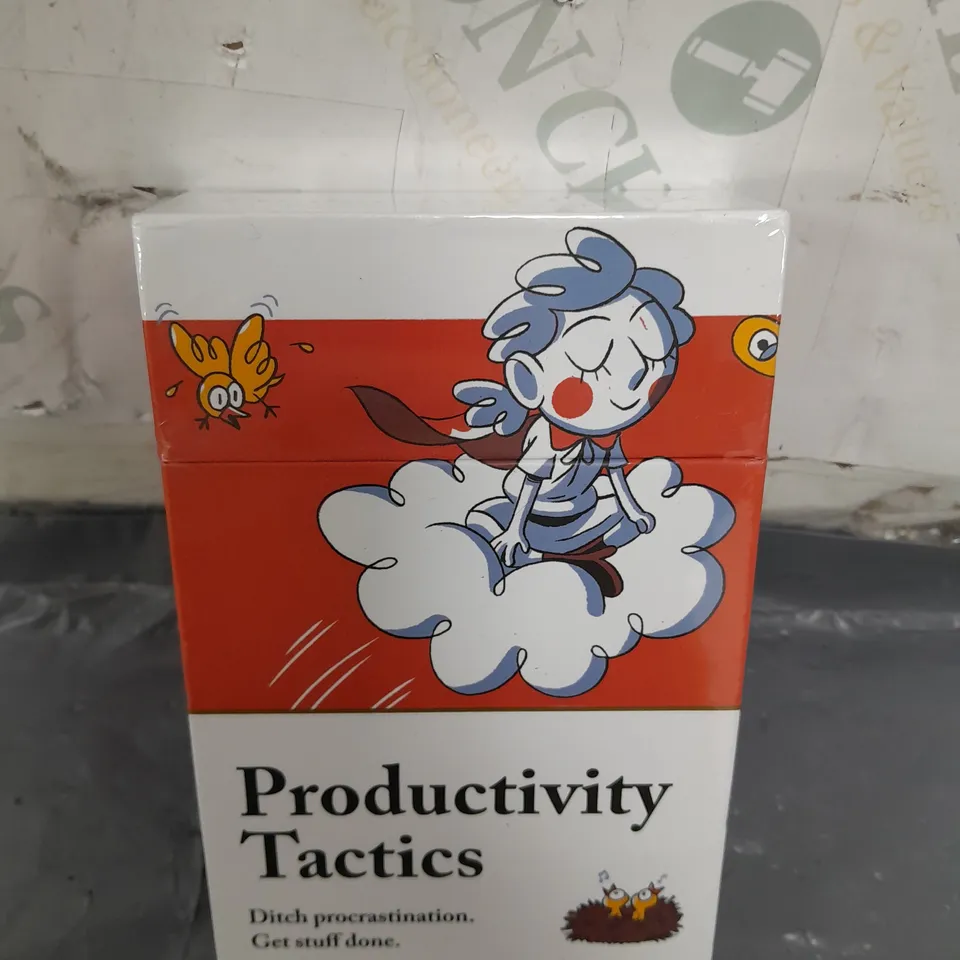 Productivity
Tactics
Ditch procrastination.
Get stuff done.